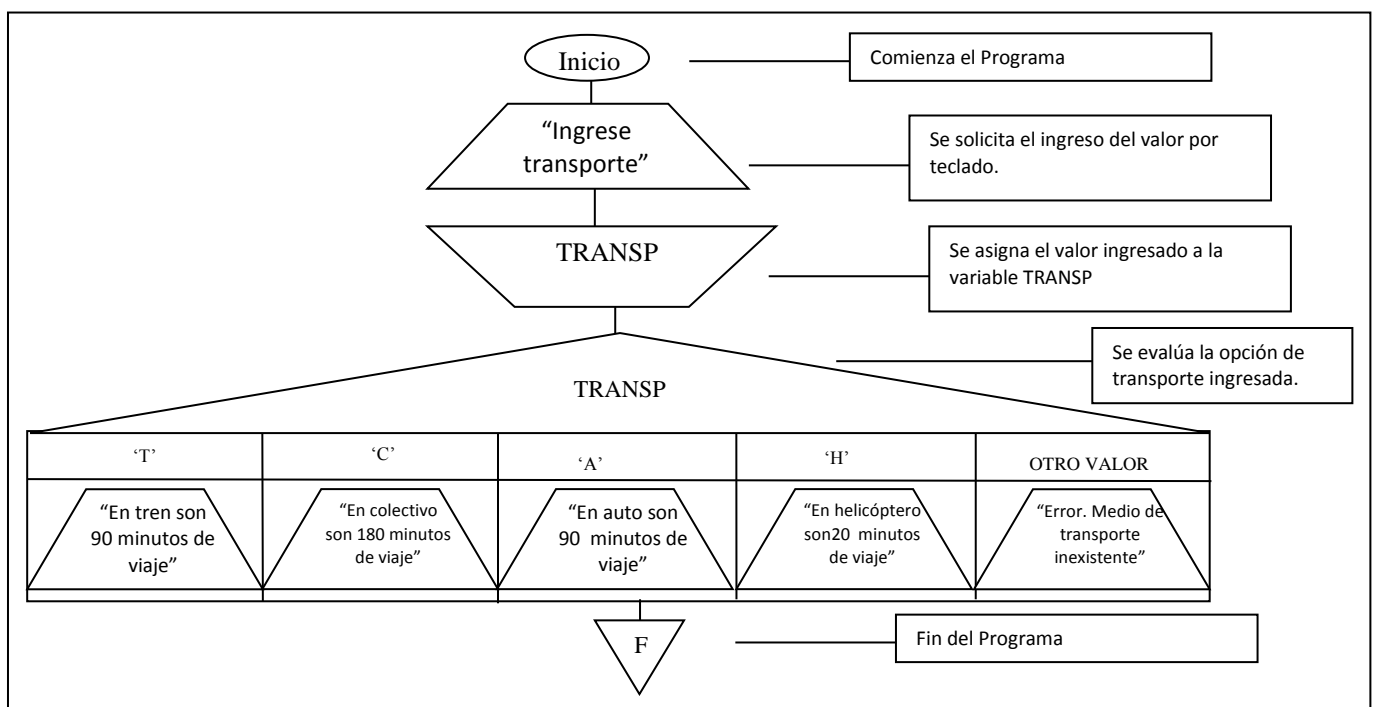 Inicio
Comienza el Programa
“Ingrese
transporte”
Se solicita el ingreso del valor por
teclado.
TRANSP
Se asigna el valor ingresado a la
variable TRANSP
Se evalúa la opción de
transporte ingresada.
TRANSP
‘T’
‘C’
‘A’
‘H’
OTRO VALOR
“En tren son
90 minutos de
viaje”
“En colectivo
son 180 minutos
de viaje”
“En auto son
90 minutos de
viaje”
“En helicóptero
son20 minutos
de viaje”
“Error. Medio de
transporte
inexistente”
F
Fin del Programa